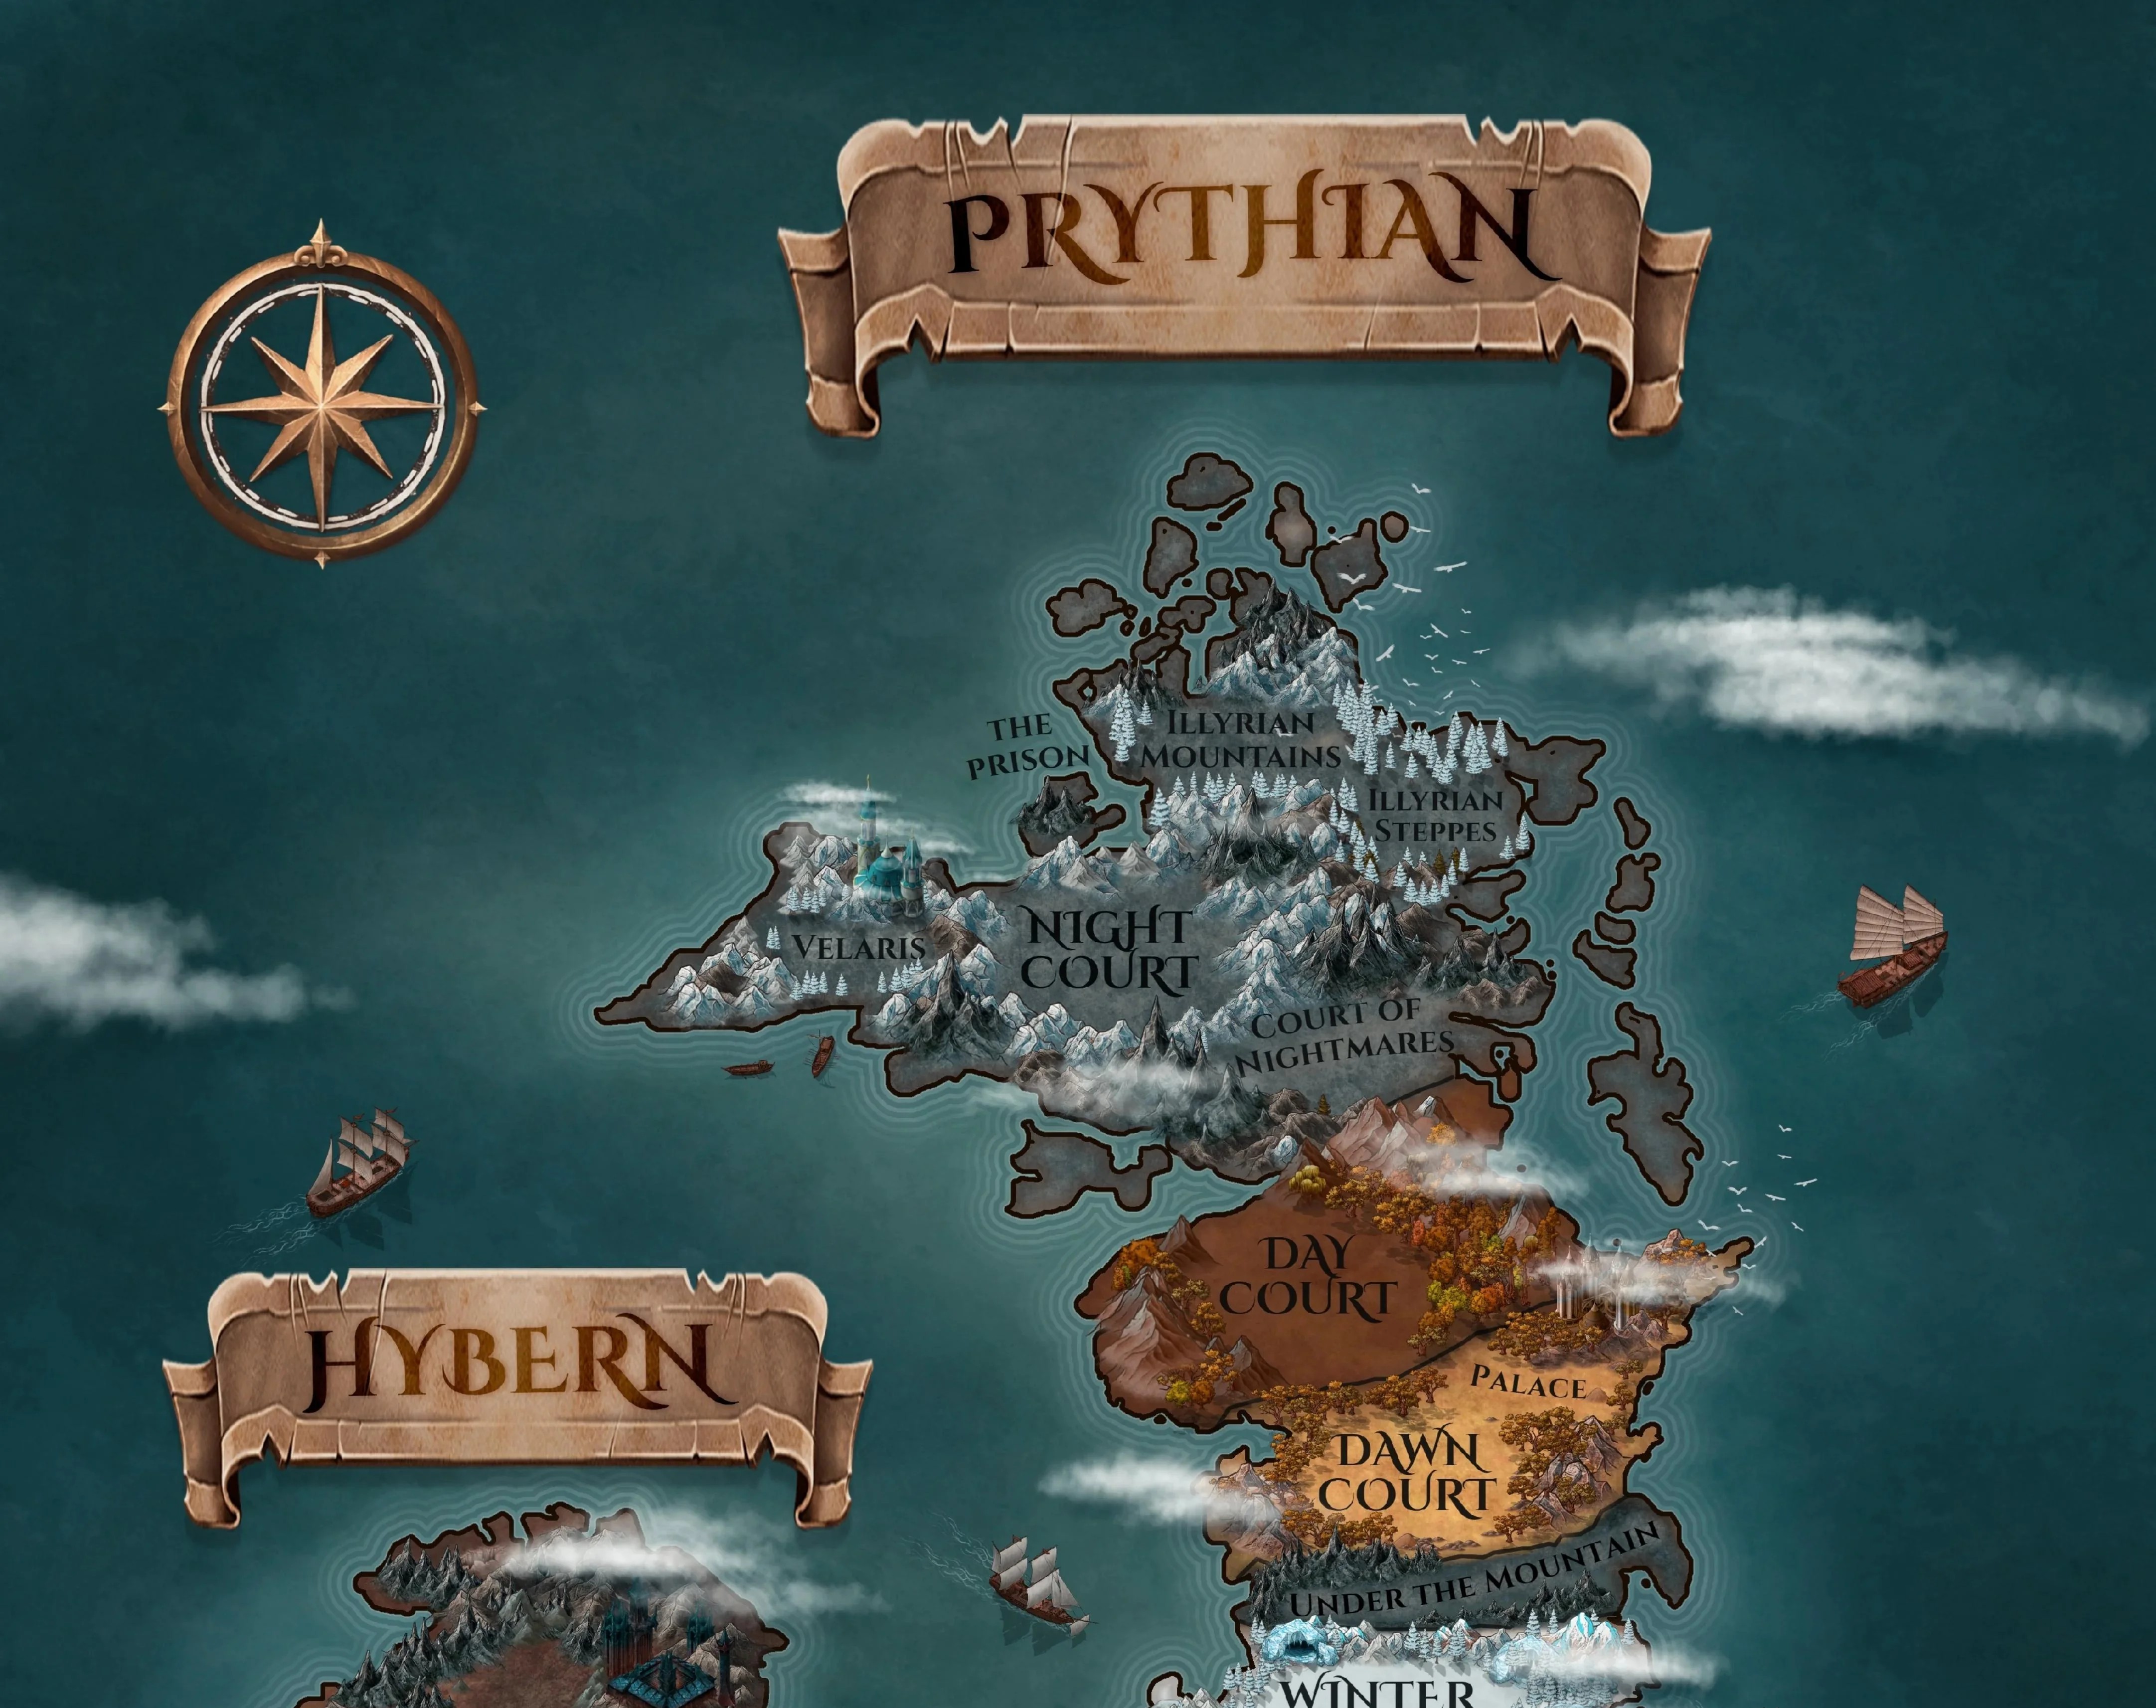 PRYTHIAN
THE
PRISON
ILLYRIAN
MOUNTAINS
ILLYRIAN
STEPPES
VELARIS
NIGHT
COURT
COURT OF
NIGHTMARES
DAY
COURT
HYBERN
PALACE
DAWN
COURT
UNDER THE MOUNTAIN
WINTER